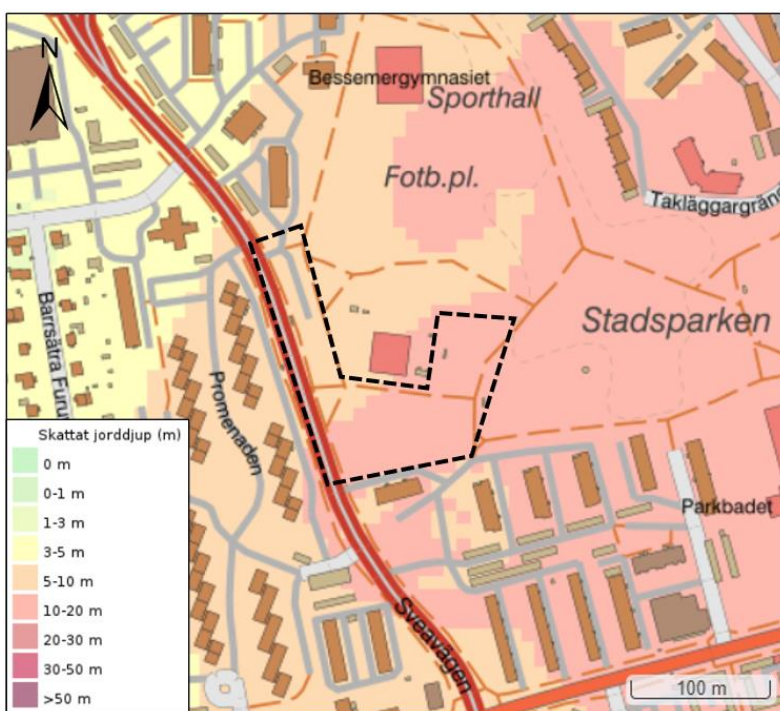 N
Bessemergymnasiet
Sporthall
Fotb.pl.
Takläggargränd
Stadsparken
Barrsätra
Promenaden
Skattat jorddjup (m)
0 m
0-1 m
1-3 m
3-5 m
5-10 m
10-20 m
20-30 m
30-50 m
>50 m
Parkbadet
Sveavägen
100 m